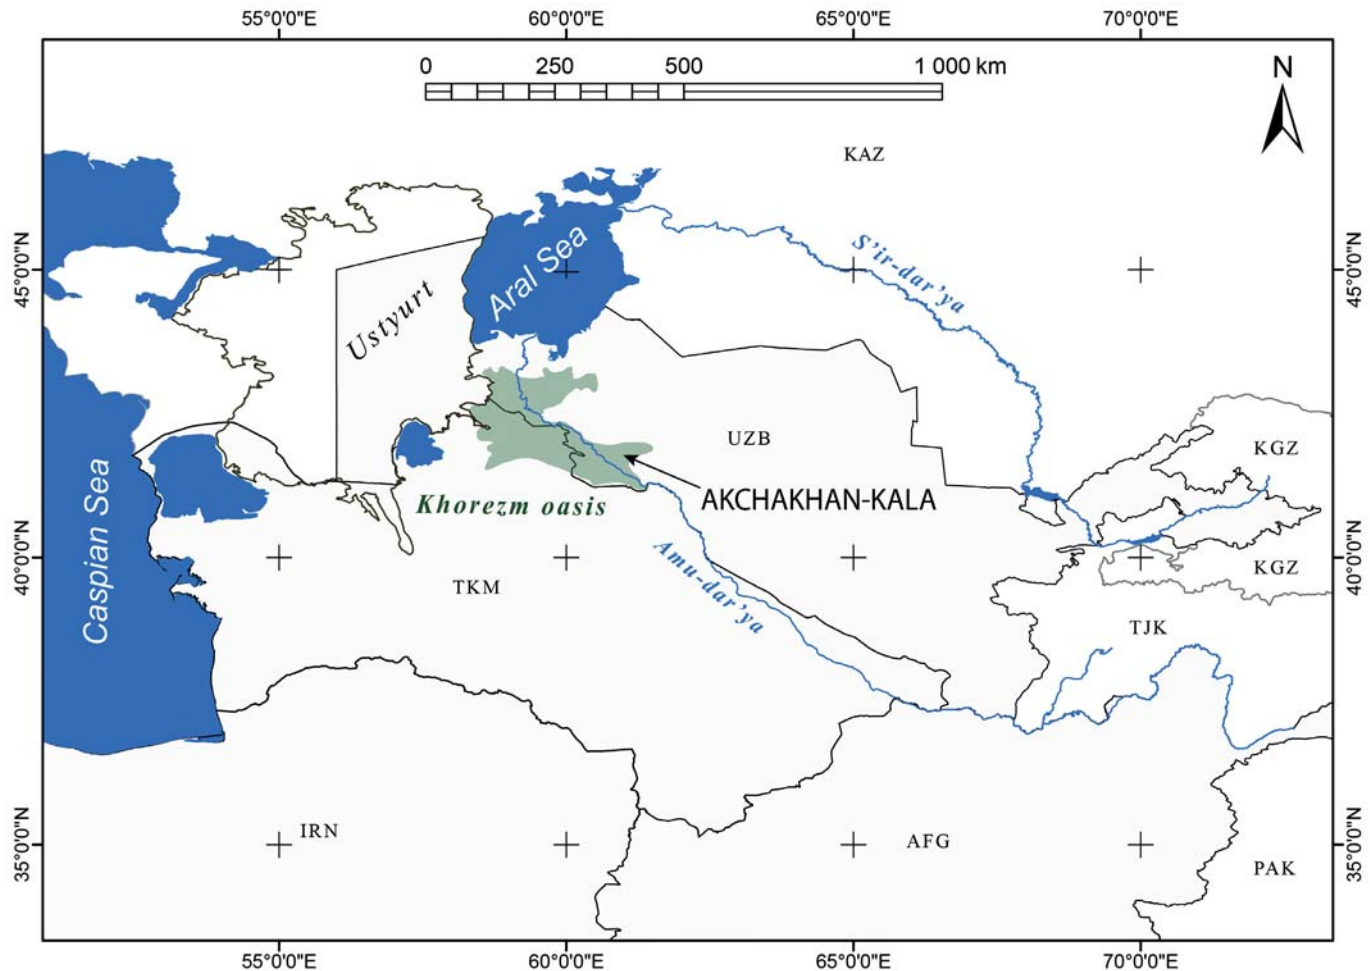 55°0'0"E 60°0'0"E 65°0'0"E 70°0'0"E
0 250 500 1 000 km
N
KAZ
45°0'0"N
45°0'0"N
Aral Sea
S'ir-dar'ya
Ustyurt
UZB
KGZ
AKCHAKHAN-KALA
Khorezm oasis
Caspian Sea
40°0'0"N
40°0'0"N
Amu-dar'ya
TKM
KGZ
TJK
IRN
AFG
35°0'0"N
35°0'0"N
PAK
55°0'0"E 60°0'0"E 65°0'0"E 70°0'0"E